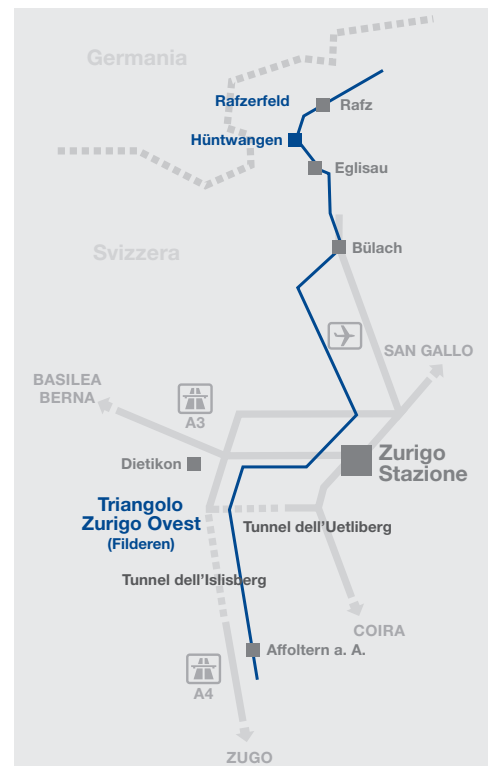 Germania
Rafzerfeld
Rafz
Hüntwangen
Eglisau
Svizzera
Bülach
SAN GALLO
BASILEA
BERNA
A3
Dietikon
Zurigo
Stazione
Triangolo
Zurigo Ovest
(Filderen)
Tunnel dell'Uetliberg
Tunnel dell'Islisberg
COIRA
Affoltern a. A.
A4
ZUGO